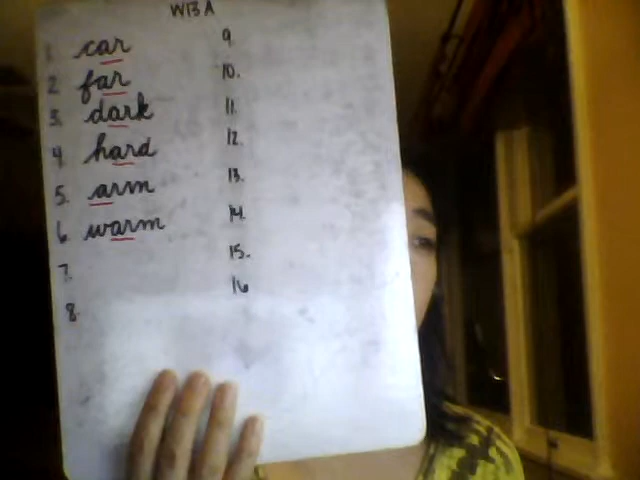 W13A
1. car
2. far
3. dark
4. hard
5. arm
6. warm
7.
8.
9.
10.
11.
12.
13.
14.
15.
16